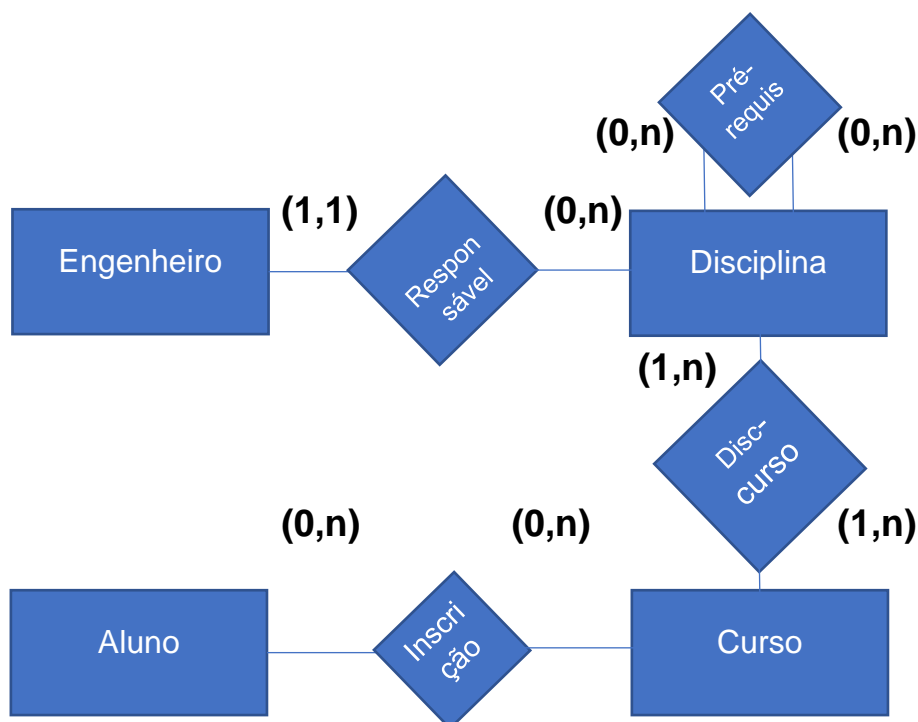 Pré-
requis
(0,n)
(0,n)
(1,1)
(0,n)
Engenheiro
Respon
sável
Disciplina
(1,n)
Disc-
curso
(0,n)
(0,n)
(1,n)
Aluno
Inscri
ção
Curso